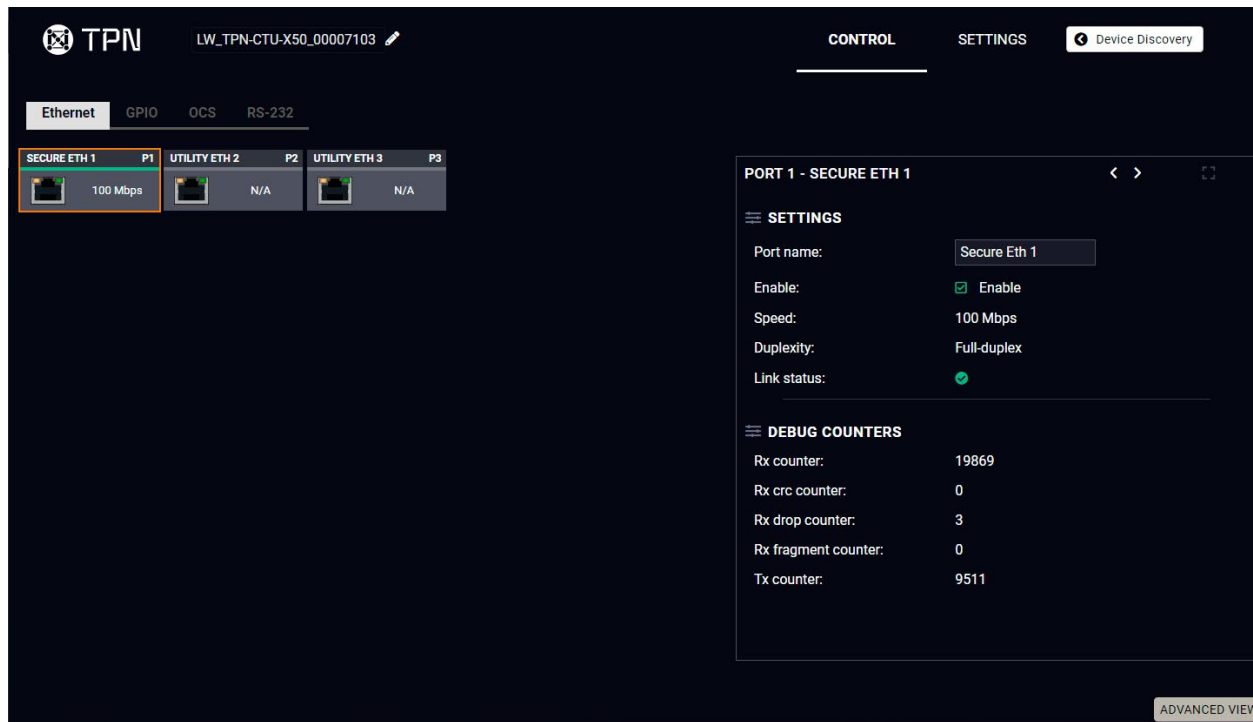 TPN
LW_TPN-CTU-X50_00007103
CONTROL
SETTINGS
Device Discovery
Ethernet
GPIO
OCS
RS-232
SECURE ETH 1 P1
100 Mbps
UTILITY ETH 2 P2
N/A
UTILITY ETH 3 P3
N/A
PORT 1 - SECURE ETH 1
SETTINGS
Port name: Secure Eth 1
Enable: Enable
Speed: 100 Mbps
Duplexity: Full-duplex
Link status:
DEBUG COUNTERS
Rx counter: 19869
Rx crc counter: 0
Rx drop counter: 3
Rx fragment counter: 0
Tx counter: 9511
ADVANCED VIEW